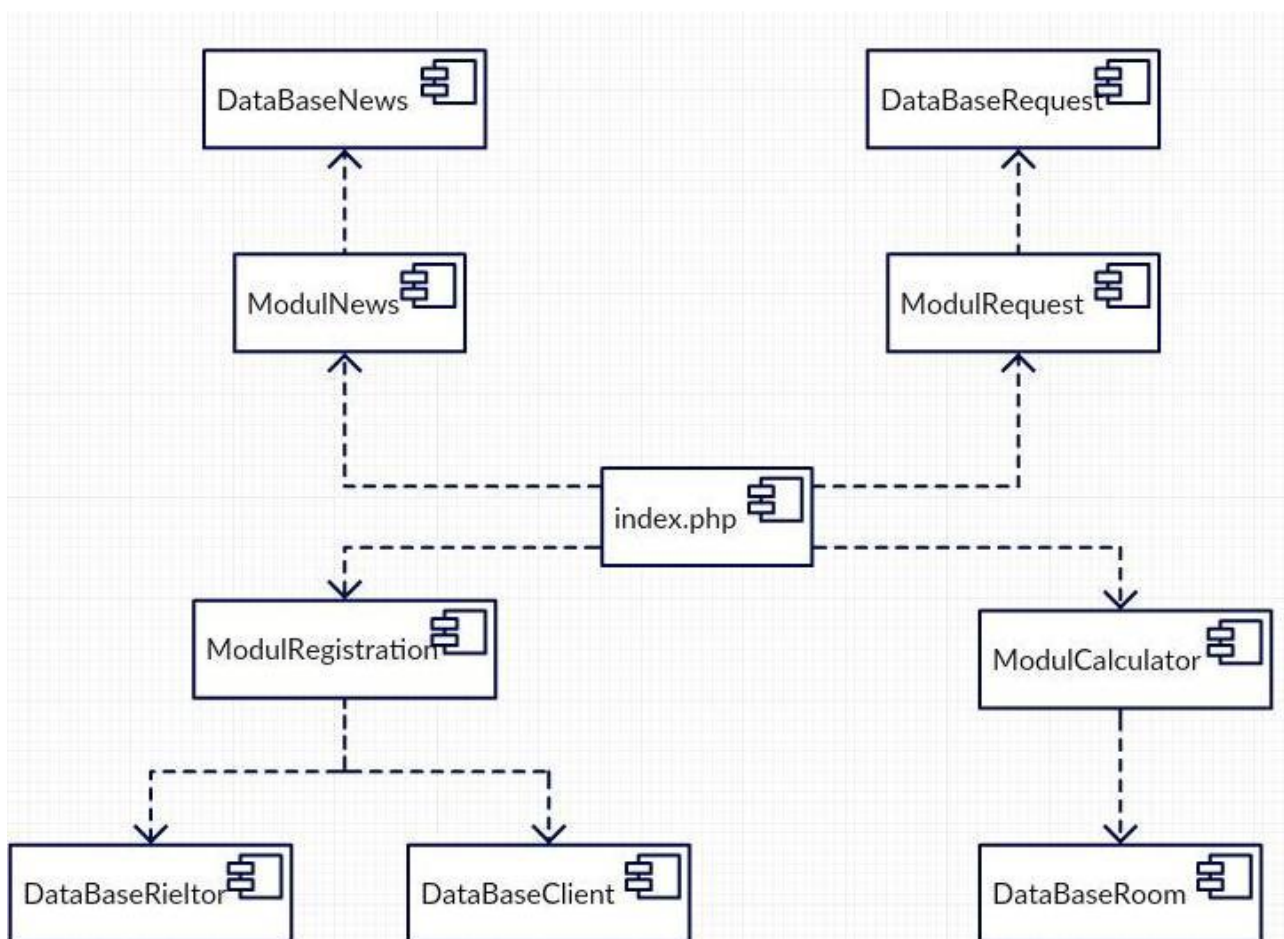 DataBaseNews
DataBaseRequest
ModulNews
ModulRequest
index.php
ModulRegistration
ModulCalculator
DataBaseRieltor
DataBaseClient
DataBaseRoom